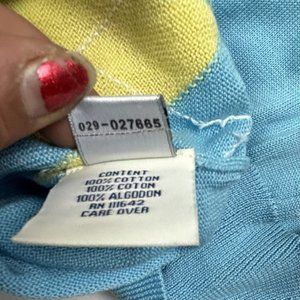 029-027665
CONTENT
100% COTTON
100% COTON
100% ALGODON
RN 111642
CARE OVER